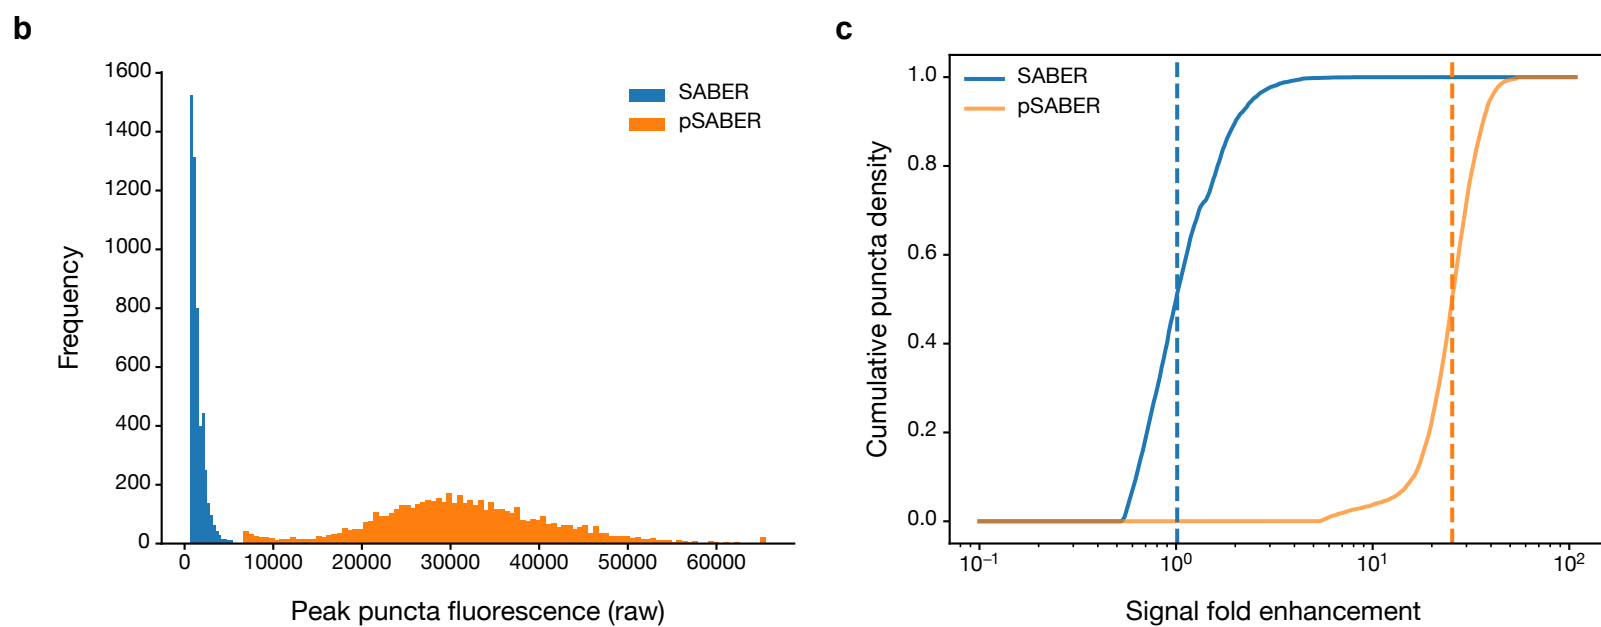 b
1600
1400
1200
1000
800
600
400
200
0
Frequency
0 10000 20000 30000 40000 50000 60000
Peak puncta fluorescence (raw)
SABER
pSABER
c
1.0
0.8
0.6
0.4
0.2
0.0
Cumulative puncta density
10⁻¹ 10⁰ 10¹ 10²
Signal fold enhancement
SABER
pSABER